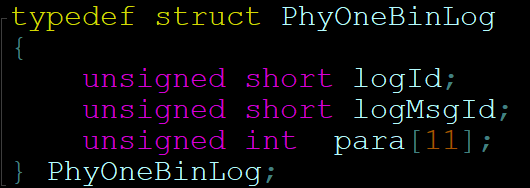 typedef struct PhyOneBinLog
{
    unsigned short logId;
    unsigned short logMsgId;
    unsigned int  para[11];
} PhyOneBinLog;